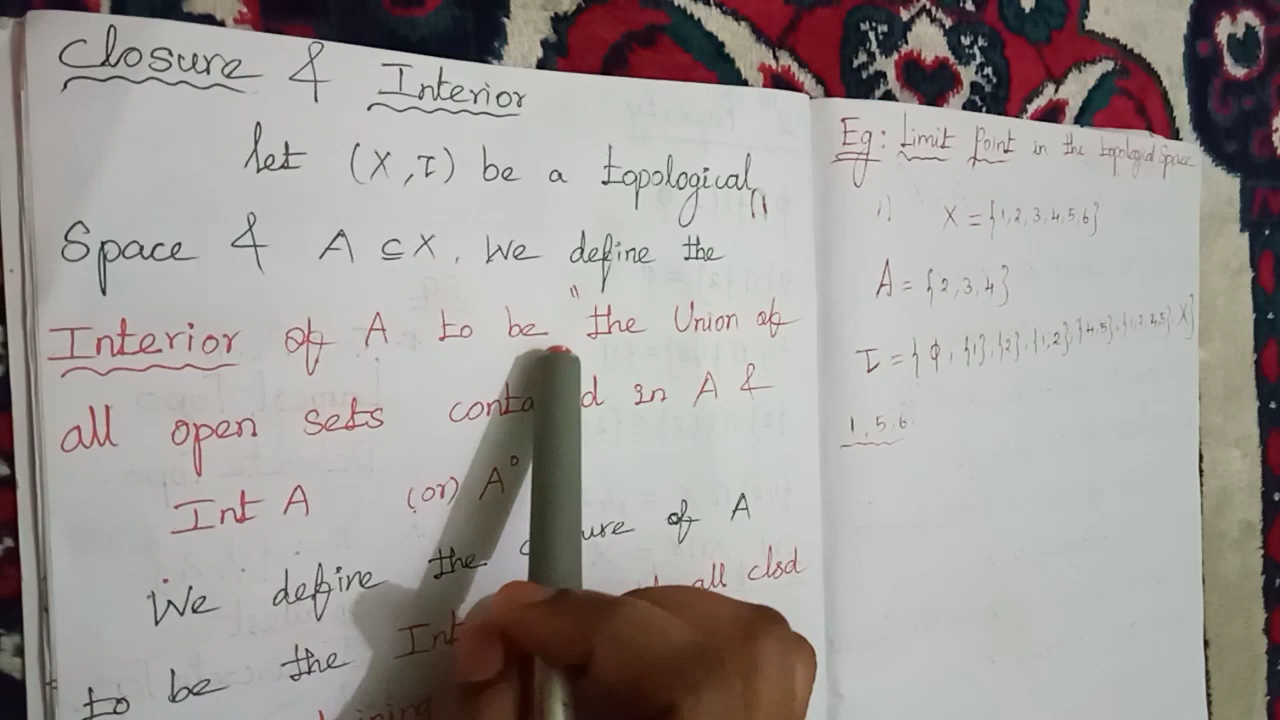 Closure & Interior
let (X,τ) be a topological
Space & A ⊆ X. We define the
Interior of A to be "the Union of
all open sets in A &
Int A (or) A°
We define the of A
to be the all clsd
Eg: Limit Point in the topological Space
1) X = {1,2,3,4,5,6}
A = {2,3,4}
τ = {φ, {1}, {2}, {1,2}, {4,5}, {1,2,4,5}, X}
1,5,6.